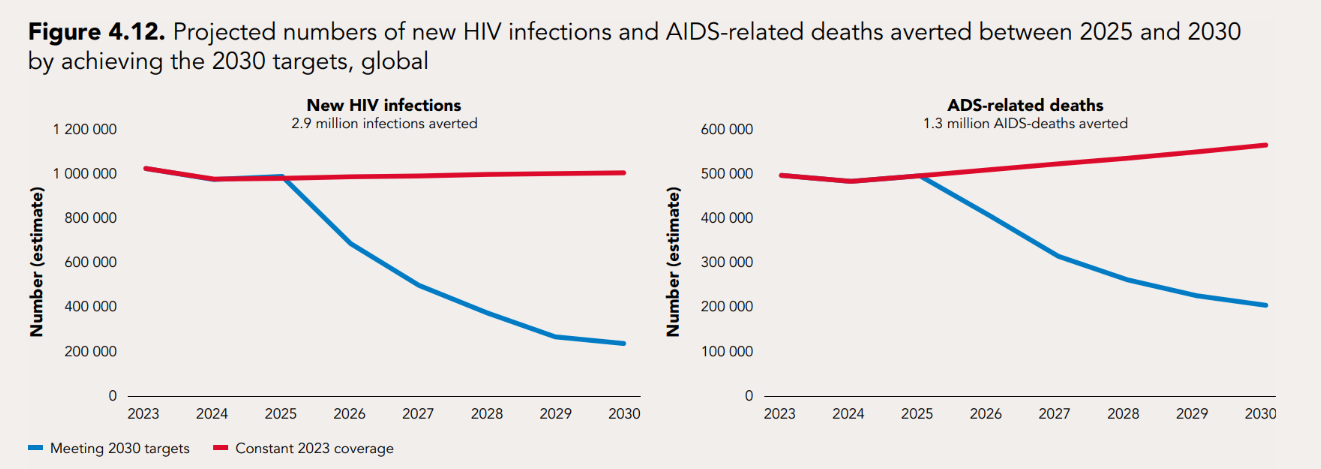 Figure 4.12. Projected numbers of new HIV infections and AIDS-related deaths averted between 2025 and 2030
by achieving the 2030 targets, global
New HIV infections
2.9 million infections averted
Number (estimate)
1 200 000
1 000 000
800 000
600 000
400 000
200 000
0
2023 2024 2025 2026 2027 2028 2029 2030
ADS-related deaths
1.3 million AIDS-deaths averted
Number (estimate)
600 000
500 000
400 000
300 000
200 000
100 000
0
2023 2024 2025 2026 2027 2028 2029 2030
Meeting 2030 targets Constant 2023 coverage